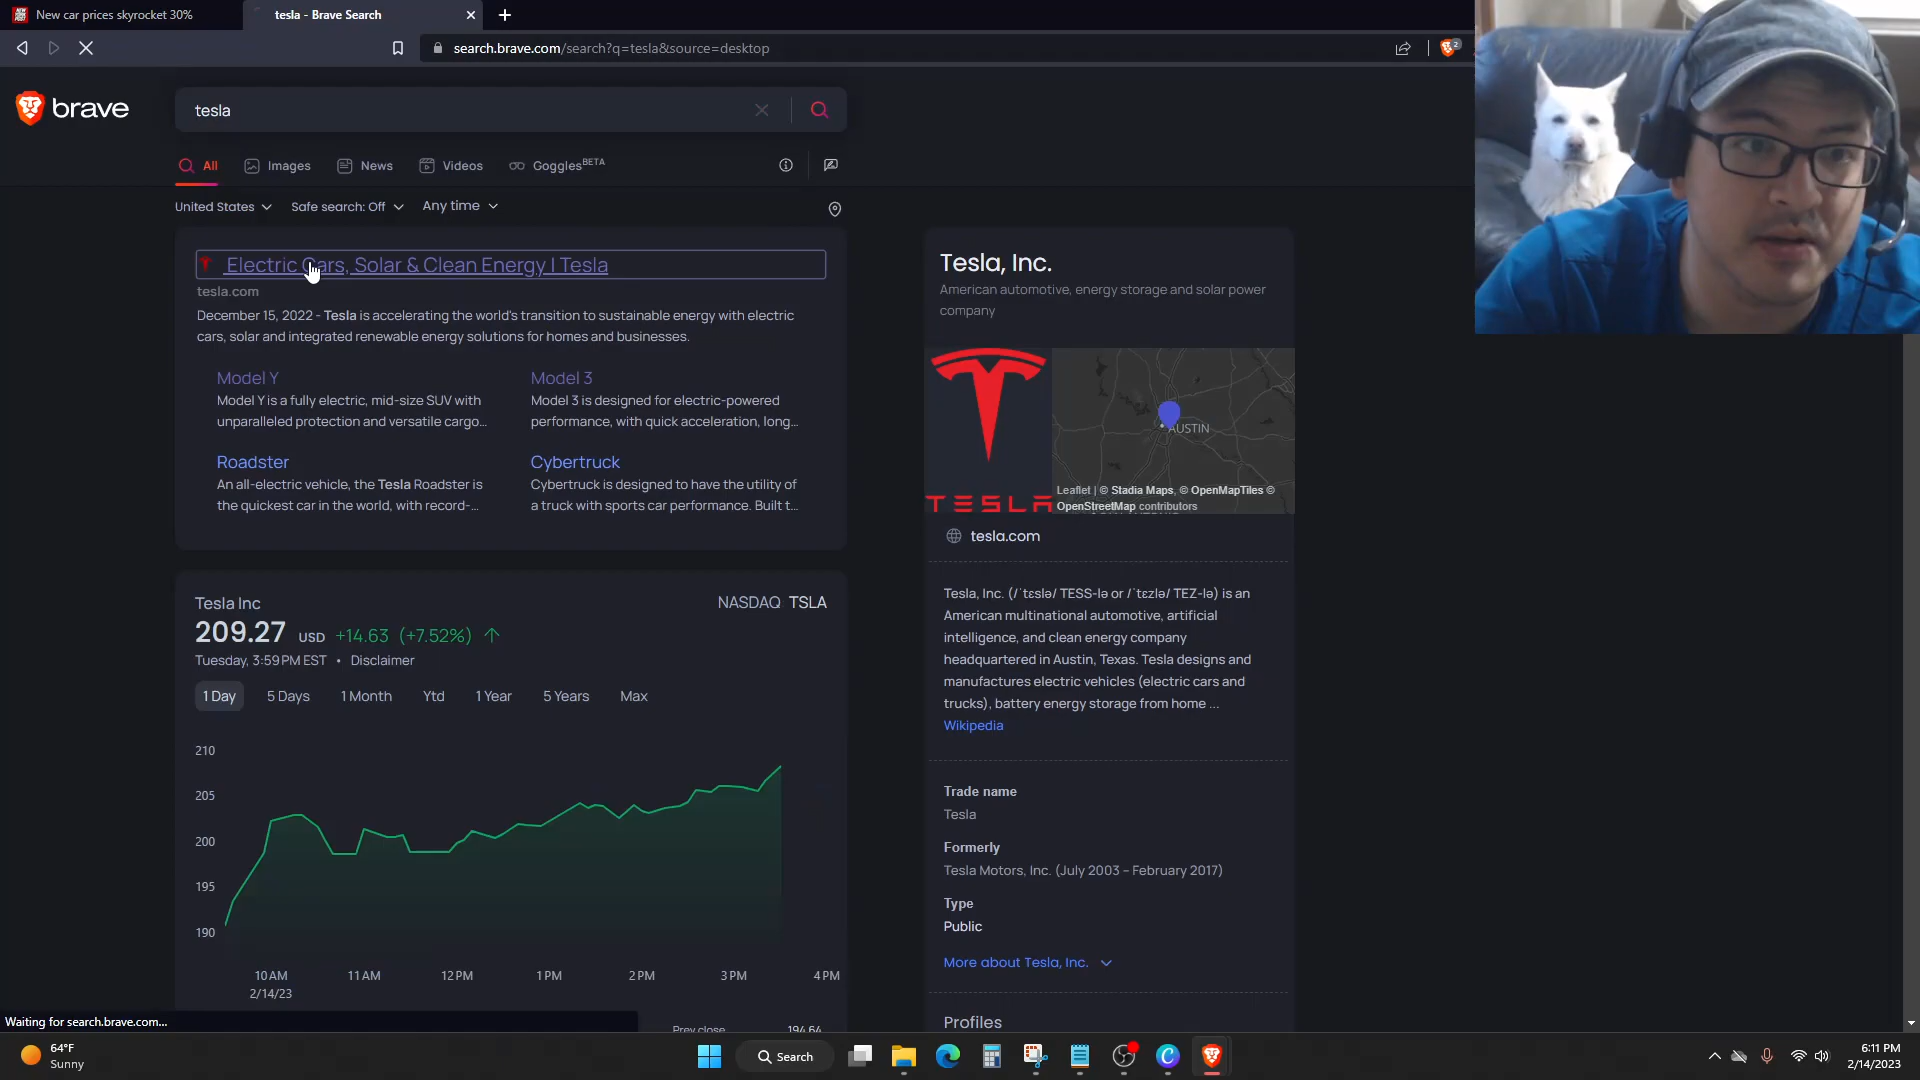 New car prices skyrocket 30%
tesla - Brave Search
search.brave.com/search?q=tesla&source=desktop
2
brave
tesla
All
Images
News
Videos
Goggles BETA
United States
Safe search: Off
Any time
Electric Cars, Solar & Clean Energy | Tesla
tesla.com
December 15, 2022 - Tesla is accelerating the world's transition to sustainable energy with electric
cars, solar and integrated renewable energy solutions for homes and businesses.
Model Y
Model Y is a fully electric, mid-size SUV with
unparalleled protection and versatile cargo...
Model 3
Model 3 is designed for electric-powered
performance, with quick acceleration, long...
Roadster
An all-electric vehicle, the Tesla Roadster is
the quickest car in the world, with record-...
Cybertruck
Cybertruck is designed to have the utility of
a truck with sports car performance. Built t...
Tesla Inc
NASDAQ TSLA
209.27 USD +14.63 (+7.52%) ↑
Tuesday, 3:59 PM EST • Disclaimer
1 Day
5 Days
1 Month
Ytd
1 Year
5 Years
Max
210
205
200
195
190
10 AM
11 AM
12 PM
1 PM
2 PM
3 PM
4 PM
2/14/23
Prev close
194.64
Tesla, Inc.
American automotive, energy storage and solar power
company
TESLA
AUSTIN
Leaflet | © Stadia Maps, © OpenMapTiles ©
OpenStreetMap contributors
tesla.com
Tesla, Inc. (/ˈtɛslə/ TESS-lə or /ˈtɛzlə/ TEZ-lə) is an
American multinational automotive, artificial
intelligence, and clean energy company
headquartered in Austin, Texas. Tesla designs and
manufactures electric vehicles (electric cars and
trucks), battery energy storage from home ...
Wikipedia
Trade name
Tesla
Formerly
Tesla Motors, Inc. (July 2003 – February 2017)
Type
Public
More about Tesla, Inc.
Profiles
Waiting for search.brave.com...
64°F
Sunny
Search
6:11 PM
2/14/2023